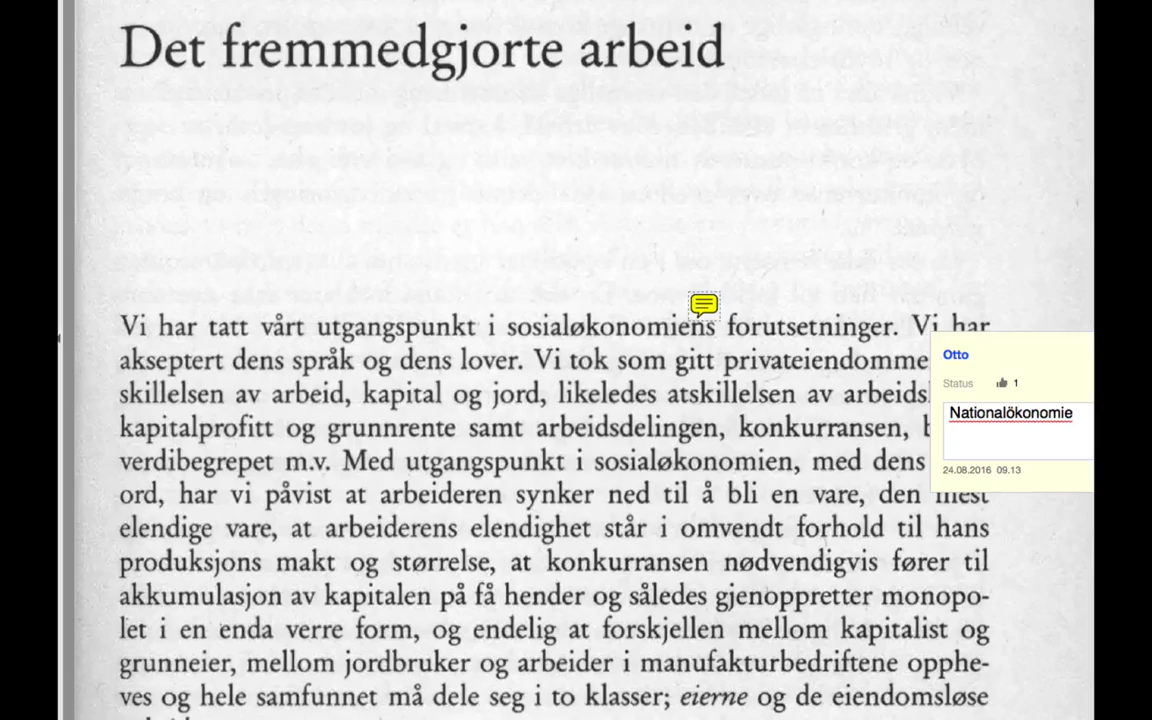 Det fremmedgjorte arbeid
Vi har tatt vårt utgangspunkt i sosialøkonomiens forutsetninger. Vi har
akseptert dens språk og dens lover. Vi tok som gitt privateiendomme
skillelsen av arbeid, kapital og jord, likeledes atskillelsen av arbeidsl
kapitalprofitt og grunnrente samt arbeidsdelingen, konkurransen, b
verdibegrepet m.v. Med utgangspunkt i sosialøkonomien, med dens
ord, har vi påvist at arbeideren synker ned til å bli en vare, den mest
elendige vare, at arbeiderens elendighet står i omvendt forhold til hans
produksjons makt og størrelse, at konkurransen nødvendigvis fører til
akkumulasjon av kapitalen på få hender og således gjenoppretter monopo-
let i en enda verre form, og endelig at forskjellen mellom kapitalist og
grunneier, mellom jordbruker og arbeider i manufakturbedriftene opphe-
ves og hele samfunnet må dele seg i to klasser; eierne og de eiendomsløse
Otto
Status 1
Nationalökonomie
24.08.2016 09.13